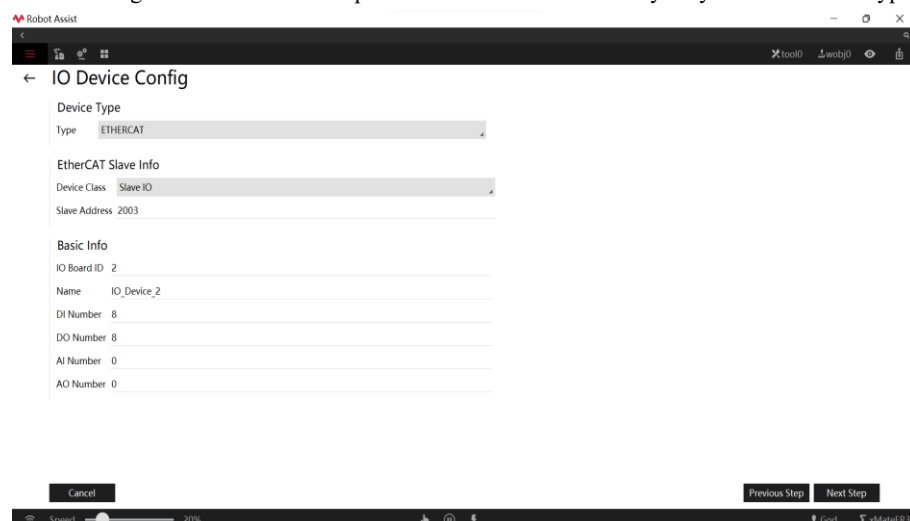 Robot Assist
tool0 wobj0
IO Device Config
Device Type
Type ETHERCAT
EtherCAT Slave Info
Device Class Slave IO
Slave Address 2003
Basic Info
IO Board ID 2
Name IO_Device_2
DI Number 8
DO Number 8
AI Number 0
AO Number 0
Cancel Previous Step Next Step
Speed 20% God xMateER3